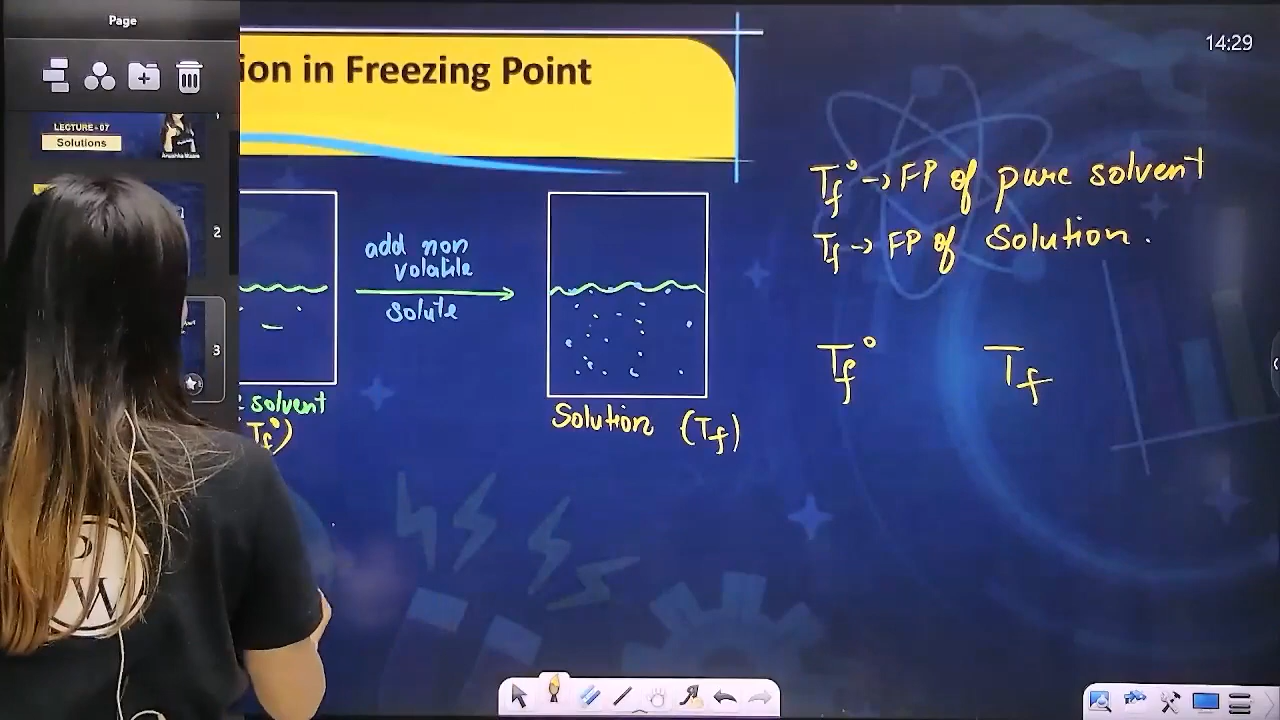 Page
14:29
ion in Freezing Point
LECTURE - 07
Solutions
2
3
Tf° → FP of pure solvent
Tf → FP of Solution.
add non
volatile
solute
Tf° Tf
solvent
Tf°)
Solution (Tf)
P
W